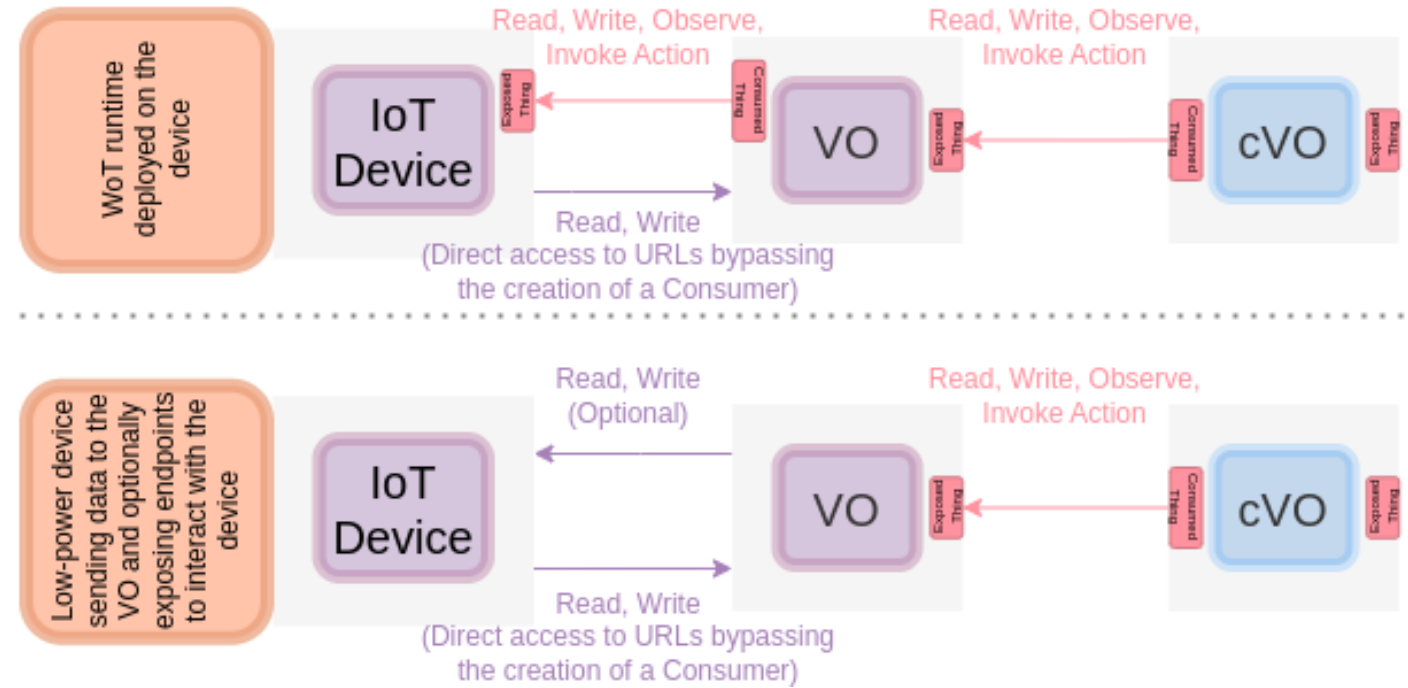 WoT runtime
deployed on the
device
IoT
Device
Exposed
Thing
Read, Write, Observe,
Invoke Action
Consumed
Thing
VO
Exposed
Thing
Read, Write, Observe,
Invoke Action
Consumed
Thing
cVO
Exposed
Thing
Read, Write
(Direct access to URLs bypassing
the creation of a Consumer)
Low-power device
sending data to the
VO and optionally
exposing endpoints
to interact with the
device
IoT
Device
Read, Write
(Optional)
VO
Exposed
Thing
Read, Write, Observe,
Invoke Action
Consumed
Thing
cVO
Exposed
Thing
Read, Write
(Direct access to URLs bypassing
the creation of a Consumer)